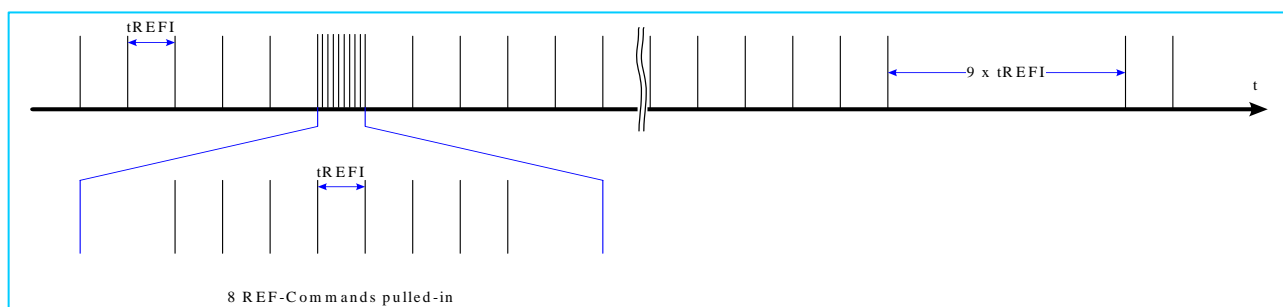 tREFI
9 x tREFI
t
tREFI
8 REF-Commands pulled-in